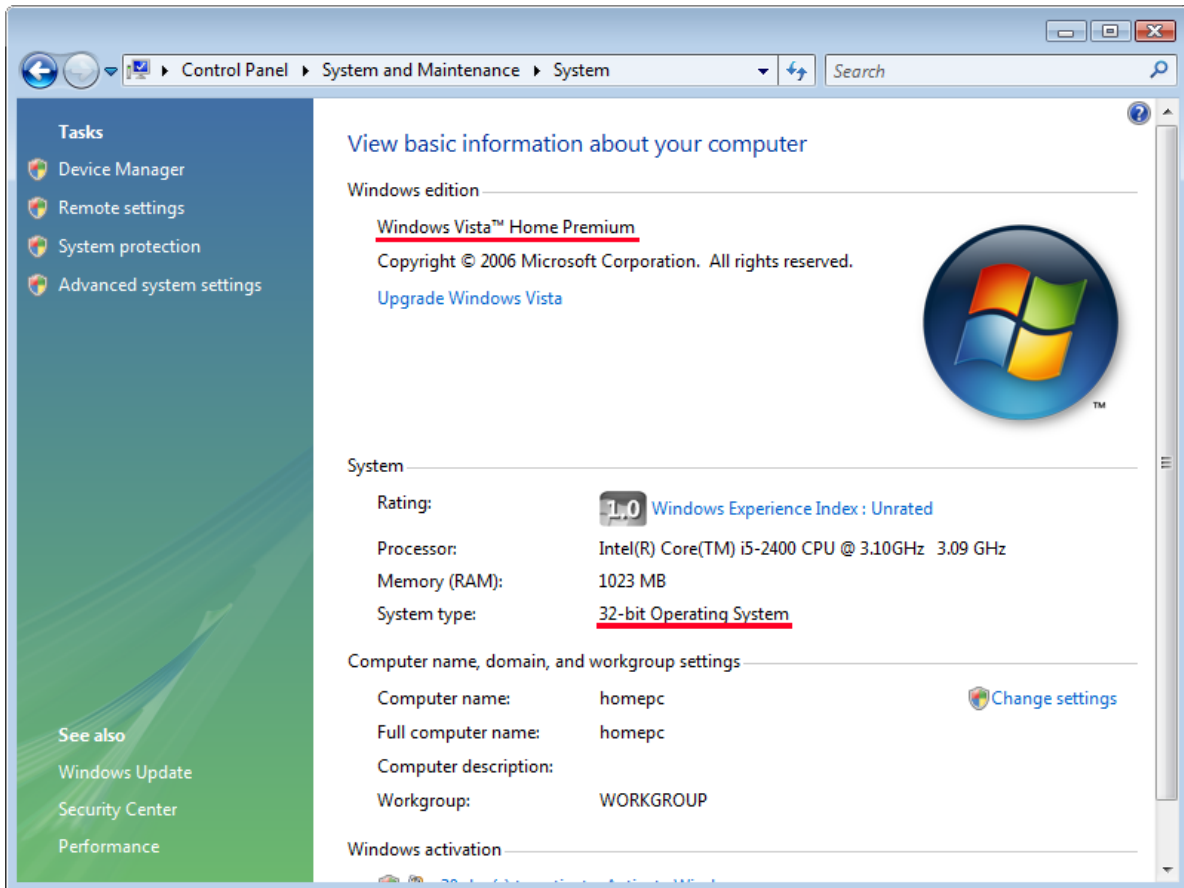 Control Panel System and Maintenance System
Search
Tasks
Device Manager
Remote settings
System protection
Advanced system settings
See also
Windows Update
Security Center
Performance
View basic information about your computer
Windows edition
Windows Vista™ Home Premium
Copyright © 2006 Microsoft Corporation. All rights reserved.
Upgrade Windows Vista
TM
System
Rating: 1.0 Windows Experience Index : Unrated
Processor: Intel(R) Core(TM) i5-2400 CPU @ 3.10GHz 3.09 GHz
Memory (RAM): 1023 MB
System type: 32-bit Operating System
Computer name, domain, and workgroup settings
Computer name: homepc Change settings
Full computer name: homepc
Computer description:
Workgroup: WORKGROUP
Windows activation